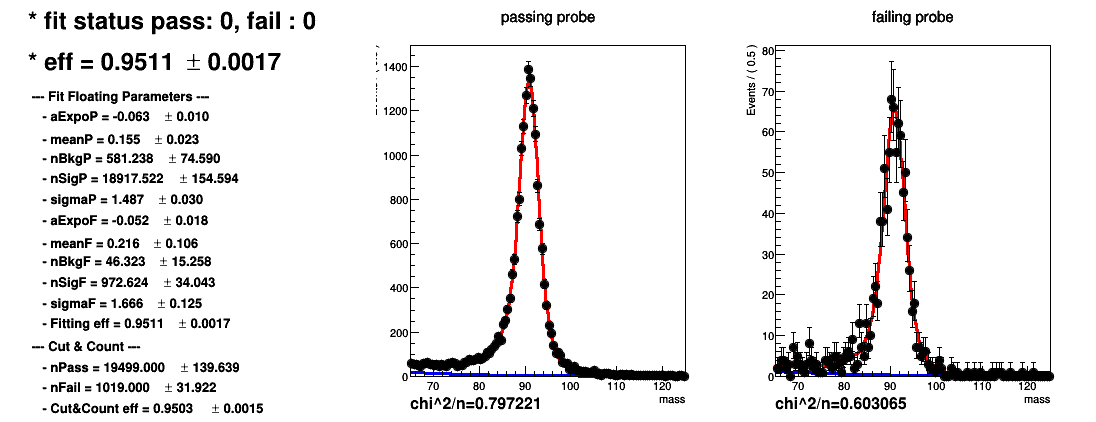 * fit status pass: 0, fail : 0
* eff = 0.9511 ± 0.0017
--- Fit Floating Parameters ---
- aExpoP = -0.063 ± 0.010
- meanP = 0.155 ± 0.023
- nBkgP = 581.238 ± 74.590
- nSigP = 18917.522 ± 154.594
- sigmaP = 1.487 ± 0.030
- aExpoF = -0.052 ± 0.018
- meanF = 0.216 ± 0.106
- nBkgF = 46.323 ± 15.258
- nSigF = 972.624 ± 34.043
- sigmaF = 1.666 ± 0.125
- Fitting eff = 0.9511 ± 0.0017
--- Cut & Count ---
- nPass = 19499.000 ± 139.639
- nFail = 1019.000 ± 31.922
- Cut&Count eff = 0.9503 ± 0.0015
passing probe
1400
1200
1000
800
600
400
200
0
70 80 90 100 110 120
mass
chi^2/n=0.797221
failing probe
Events / ( 0.5 )
80
70
60
50
40
30
20
10
0
70 80 90 100 110 120
mass
chi^2/n=0.603065